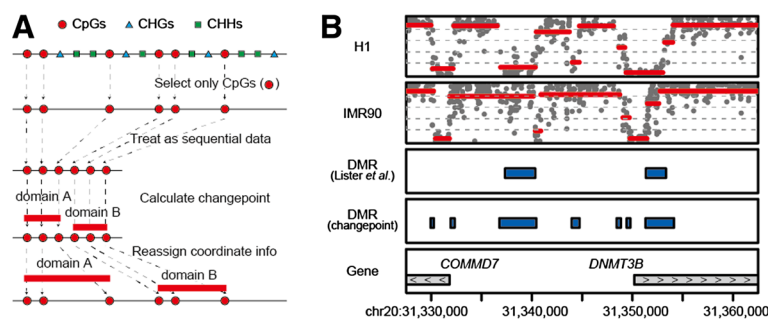 A
CpGs
CHGs
CHHs
Select only CpGs ( )
Treat as sequential data
domain A
domain B
Calculate changepoint
Reassign coordinate info
domain A
domain B
B
H1
IMR90
DMR
(Lister et al.)
DMR
(changepoint)
Gene
COMMD7
DNMT3B
< < < <
> > > > > > > > > >
chr20:31,330,000
31,340,000
31,350,000
31,360,000